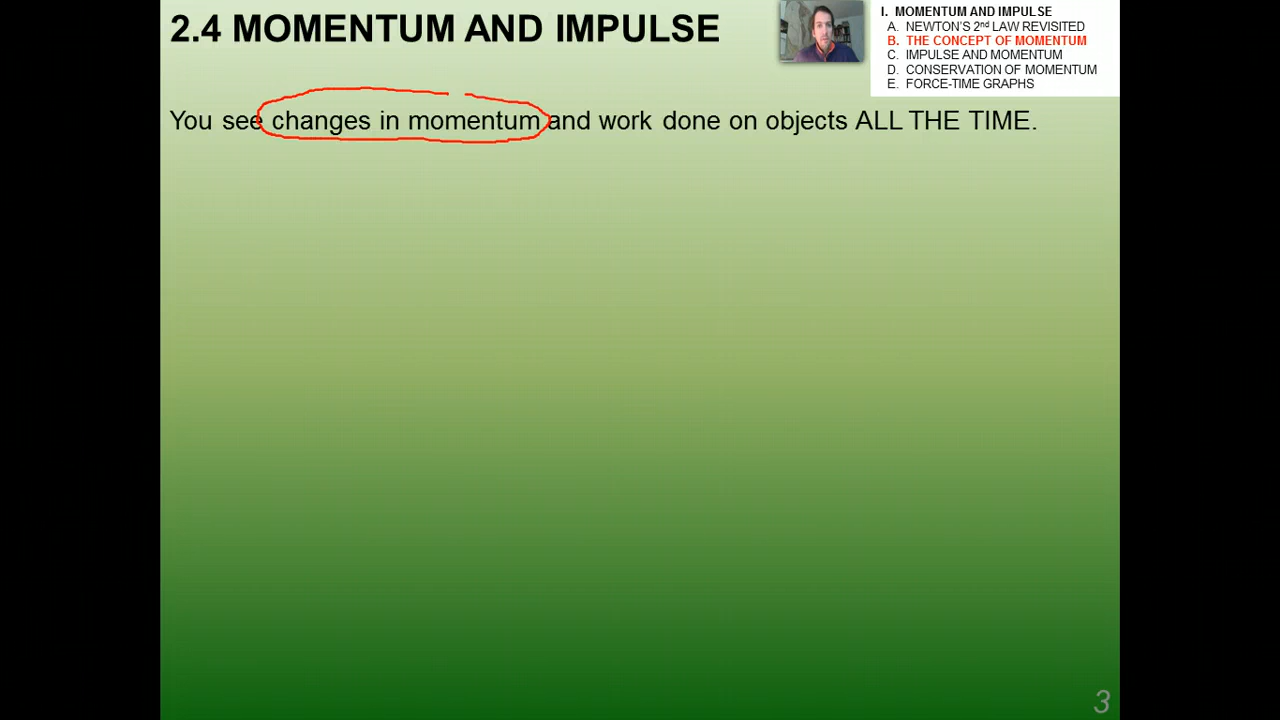 2.4 MOMENTUM AND IMPULSE
I. MOMENTUM AND IMPULSE
A. NEWTON'S 2nd LAW REVISITED
B. THE CONCEPT OF MOMENTUM
C. IMPULSE AND MOMENTUM
D. CONSERVATION OF MOMENTUM
E. FORCE-TIME GRAPHS
You see changes in momentum and work done on objects ALL THE TIME.
3